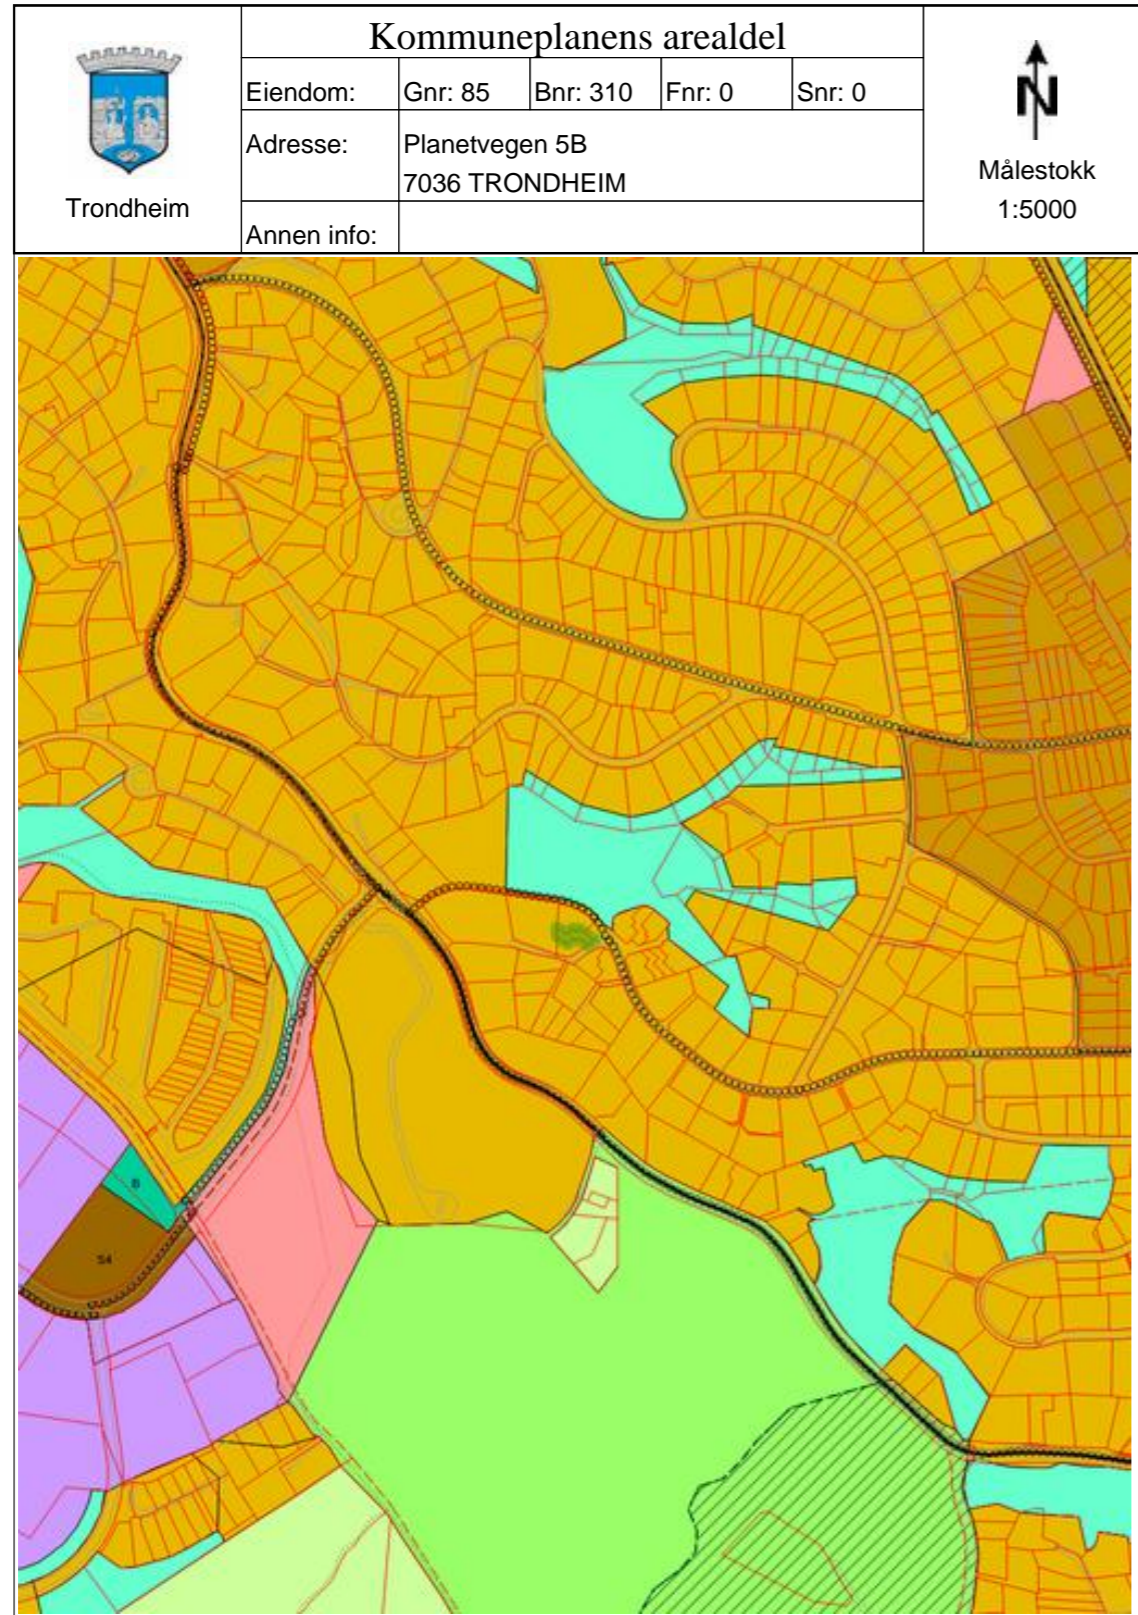 Kommuneplanens arealdel
Eiendom: Gnr: 85 Bnr: 310 Fnr: 0 Snr: 0
Adresse: Planetvegen 5B
7036 TRONDHEIM
Annen info:
Trondheim
N
Målestokk
1:5000
B
S4